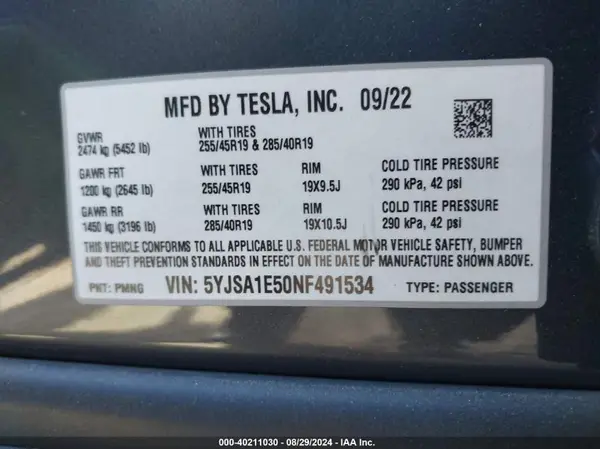 MFD BY TESLA, INC. 09/22
GVWR
2474 kg (5452 lb)
WITH TIRES
255/45R19 & 285/40R19
GAWR FRT
1200 kg (2645 lb)
WITH TIRES
255/45R19
RIM
19X9.5J
COLD TIRE PRESSURE
290 kPa, 42 psi
GAWR RR
1450 kg (3196 lb)
WITH TIRES
285/40R19
RIM
19X10.5J
COLD TIRE PRESSURE
290 kPa, 42 psi
THIS VEHICLE CONFORMS TO ALL APPLICABLE U.S. FEDERAL MOTOR VEHICLE SAFETY, BUMPER
AND THEFT PREVENTION STANDARDS IN EFFECT ON THE DATE OF MANUFACTURE SHOWN ABOVE.
PNT: PMNG VIN: 5YJSA1E50NF491534 TYPE: PASSENGER
000-40211030 - 08/29/2024 - IAA Inc.